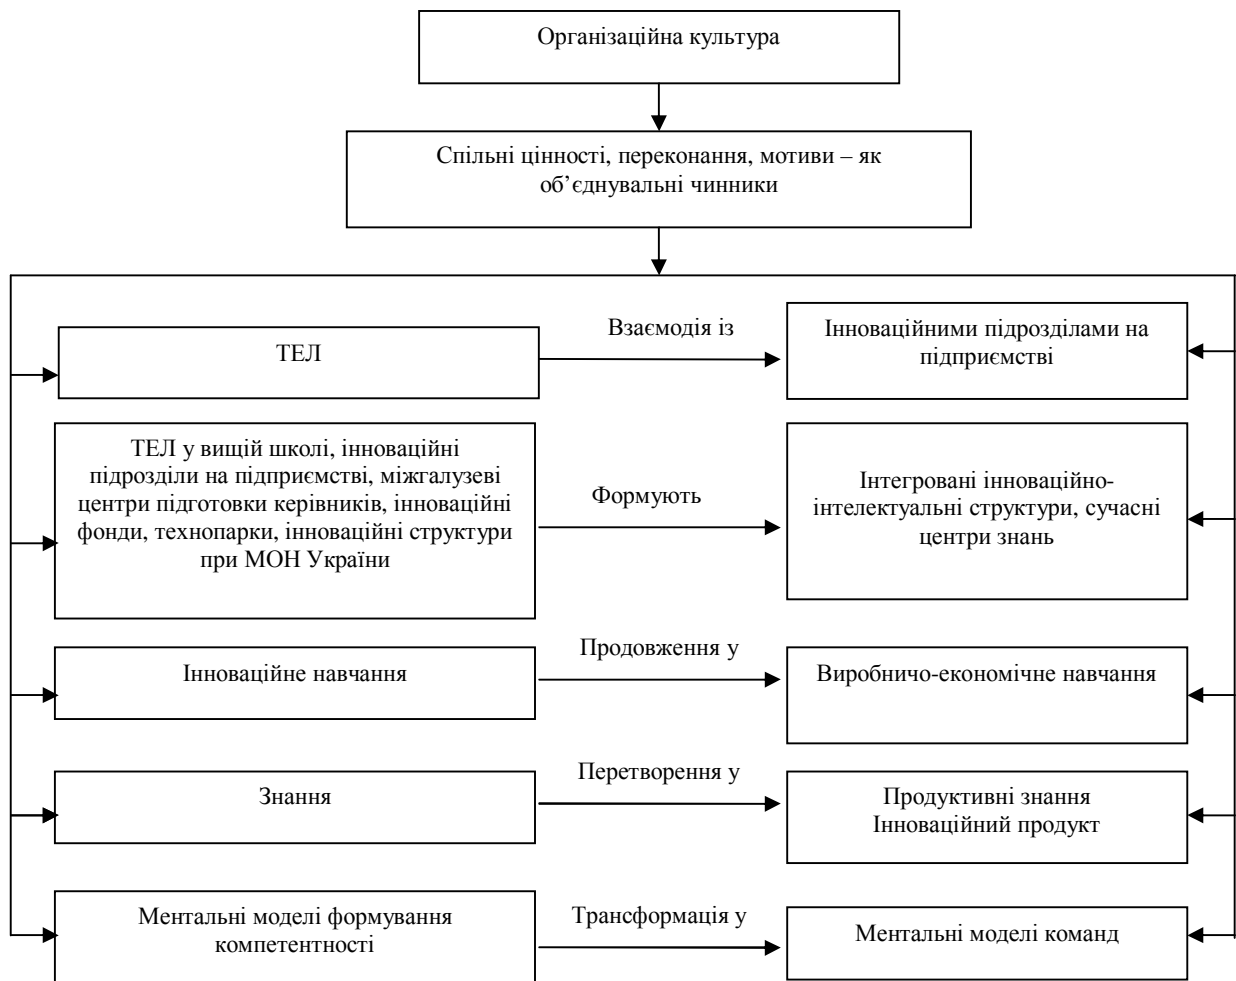 Організаційна культура
Спільні цінності, переконання, мотиви – як
об’єднувальні чинники
ТЕЛ
Взаємодія із
Інноваційними підрозділами на
підприємстві
ТЕЛ у вищій школі, інноваційні
підрозділи на підприємстві, міжгалузеві
центри підготовки керівників, інноваційні
фонди, технопарки, інноваційні структури
при МОН України
Формують
Інтегровані інноваційно-
інтелектуальні структури, сучасні
центри знань
Інноваційне навчання
Продовження у
Виробничо-економічне навчання
Знання
Перетворення у
Продуктивні знання
Інноваційний продукт
Ментальні моделі формування
компетентності
Трансформація у
Ментальні моделі команд